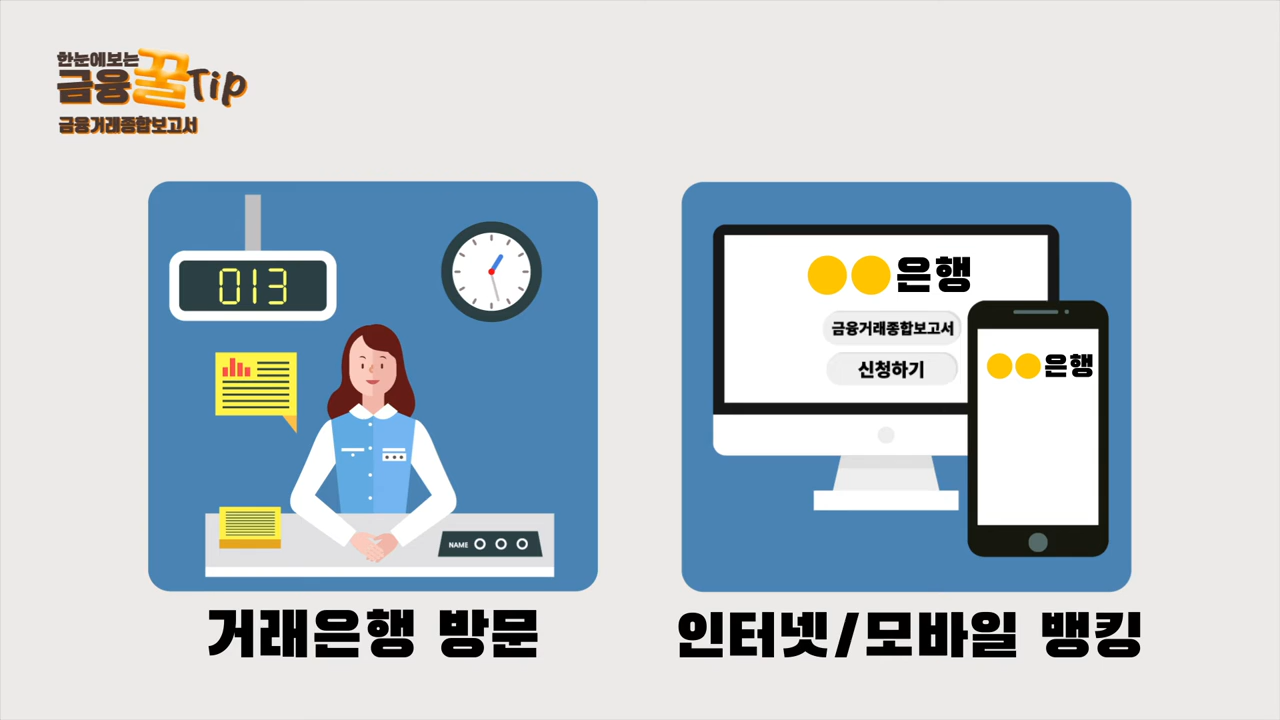 한눈에보는
금융꿀Tip
금융거래종합보고서
013
NAME
은행
금융거래종합보고서
신청하기
은행
거래은행 방문
인터넷/모바일 뱅킹